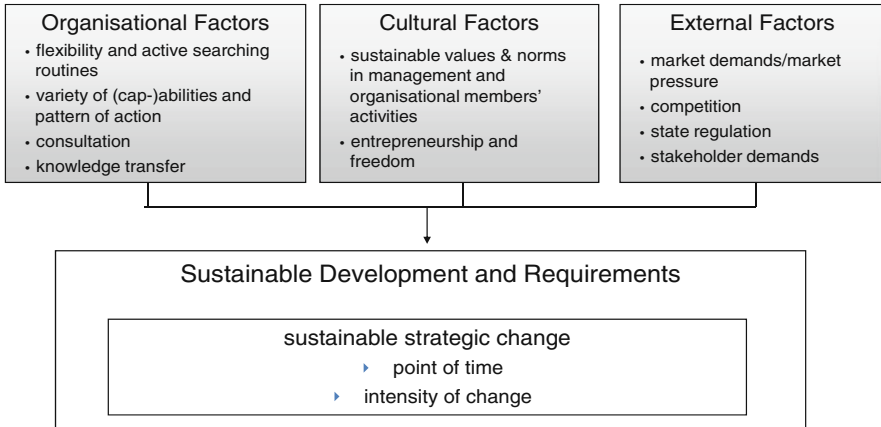 Organisational Factors
• flexibility and active searching
routines
• variety of (cap-)abilities and
pattern of action
• consultation
• knowledge transfer
Cultural Factors
• sustainable values & norms
in management and
organisational members’
activities
• entrepreneurship and
freedom
External Factors
• market demands/market
pressure
• competition
• state regulation
• stakeholder demands
Sustainable Development and Requirements
sustainable strategic change
point of time
intensity of change